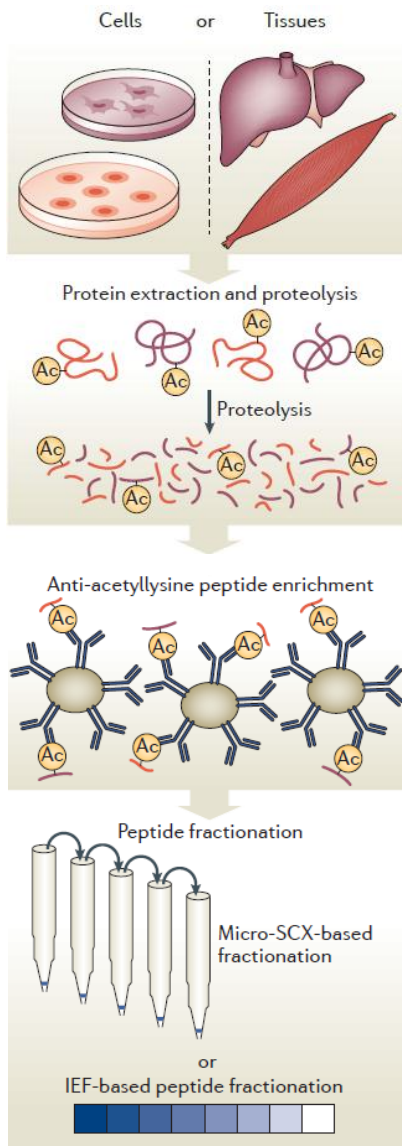 Cells or Tissues
Protein extraction and proteolysis
Ac
Ac
Ac
Ac
Proteolysis
Ac
Ac
Ac
Ac
Anti-acetyllysine peptide enrichment
Ac
Ac
Ac
Ac
Ac
Ac
Ac
Peptide fractionation
Micro-SCX-based
fractionation
or
IEF-based peptide fractionation